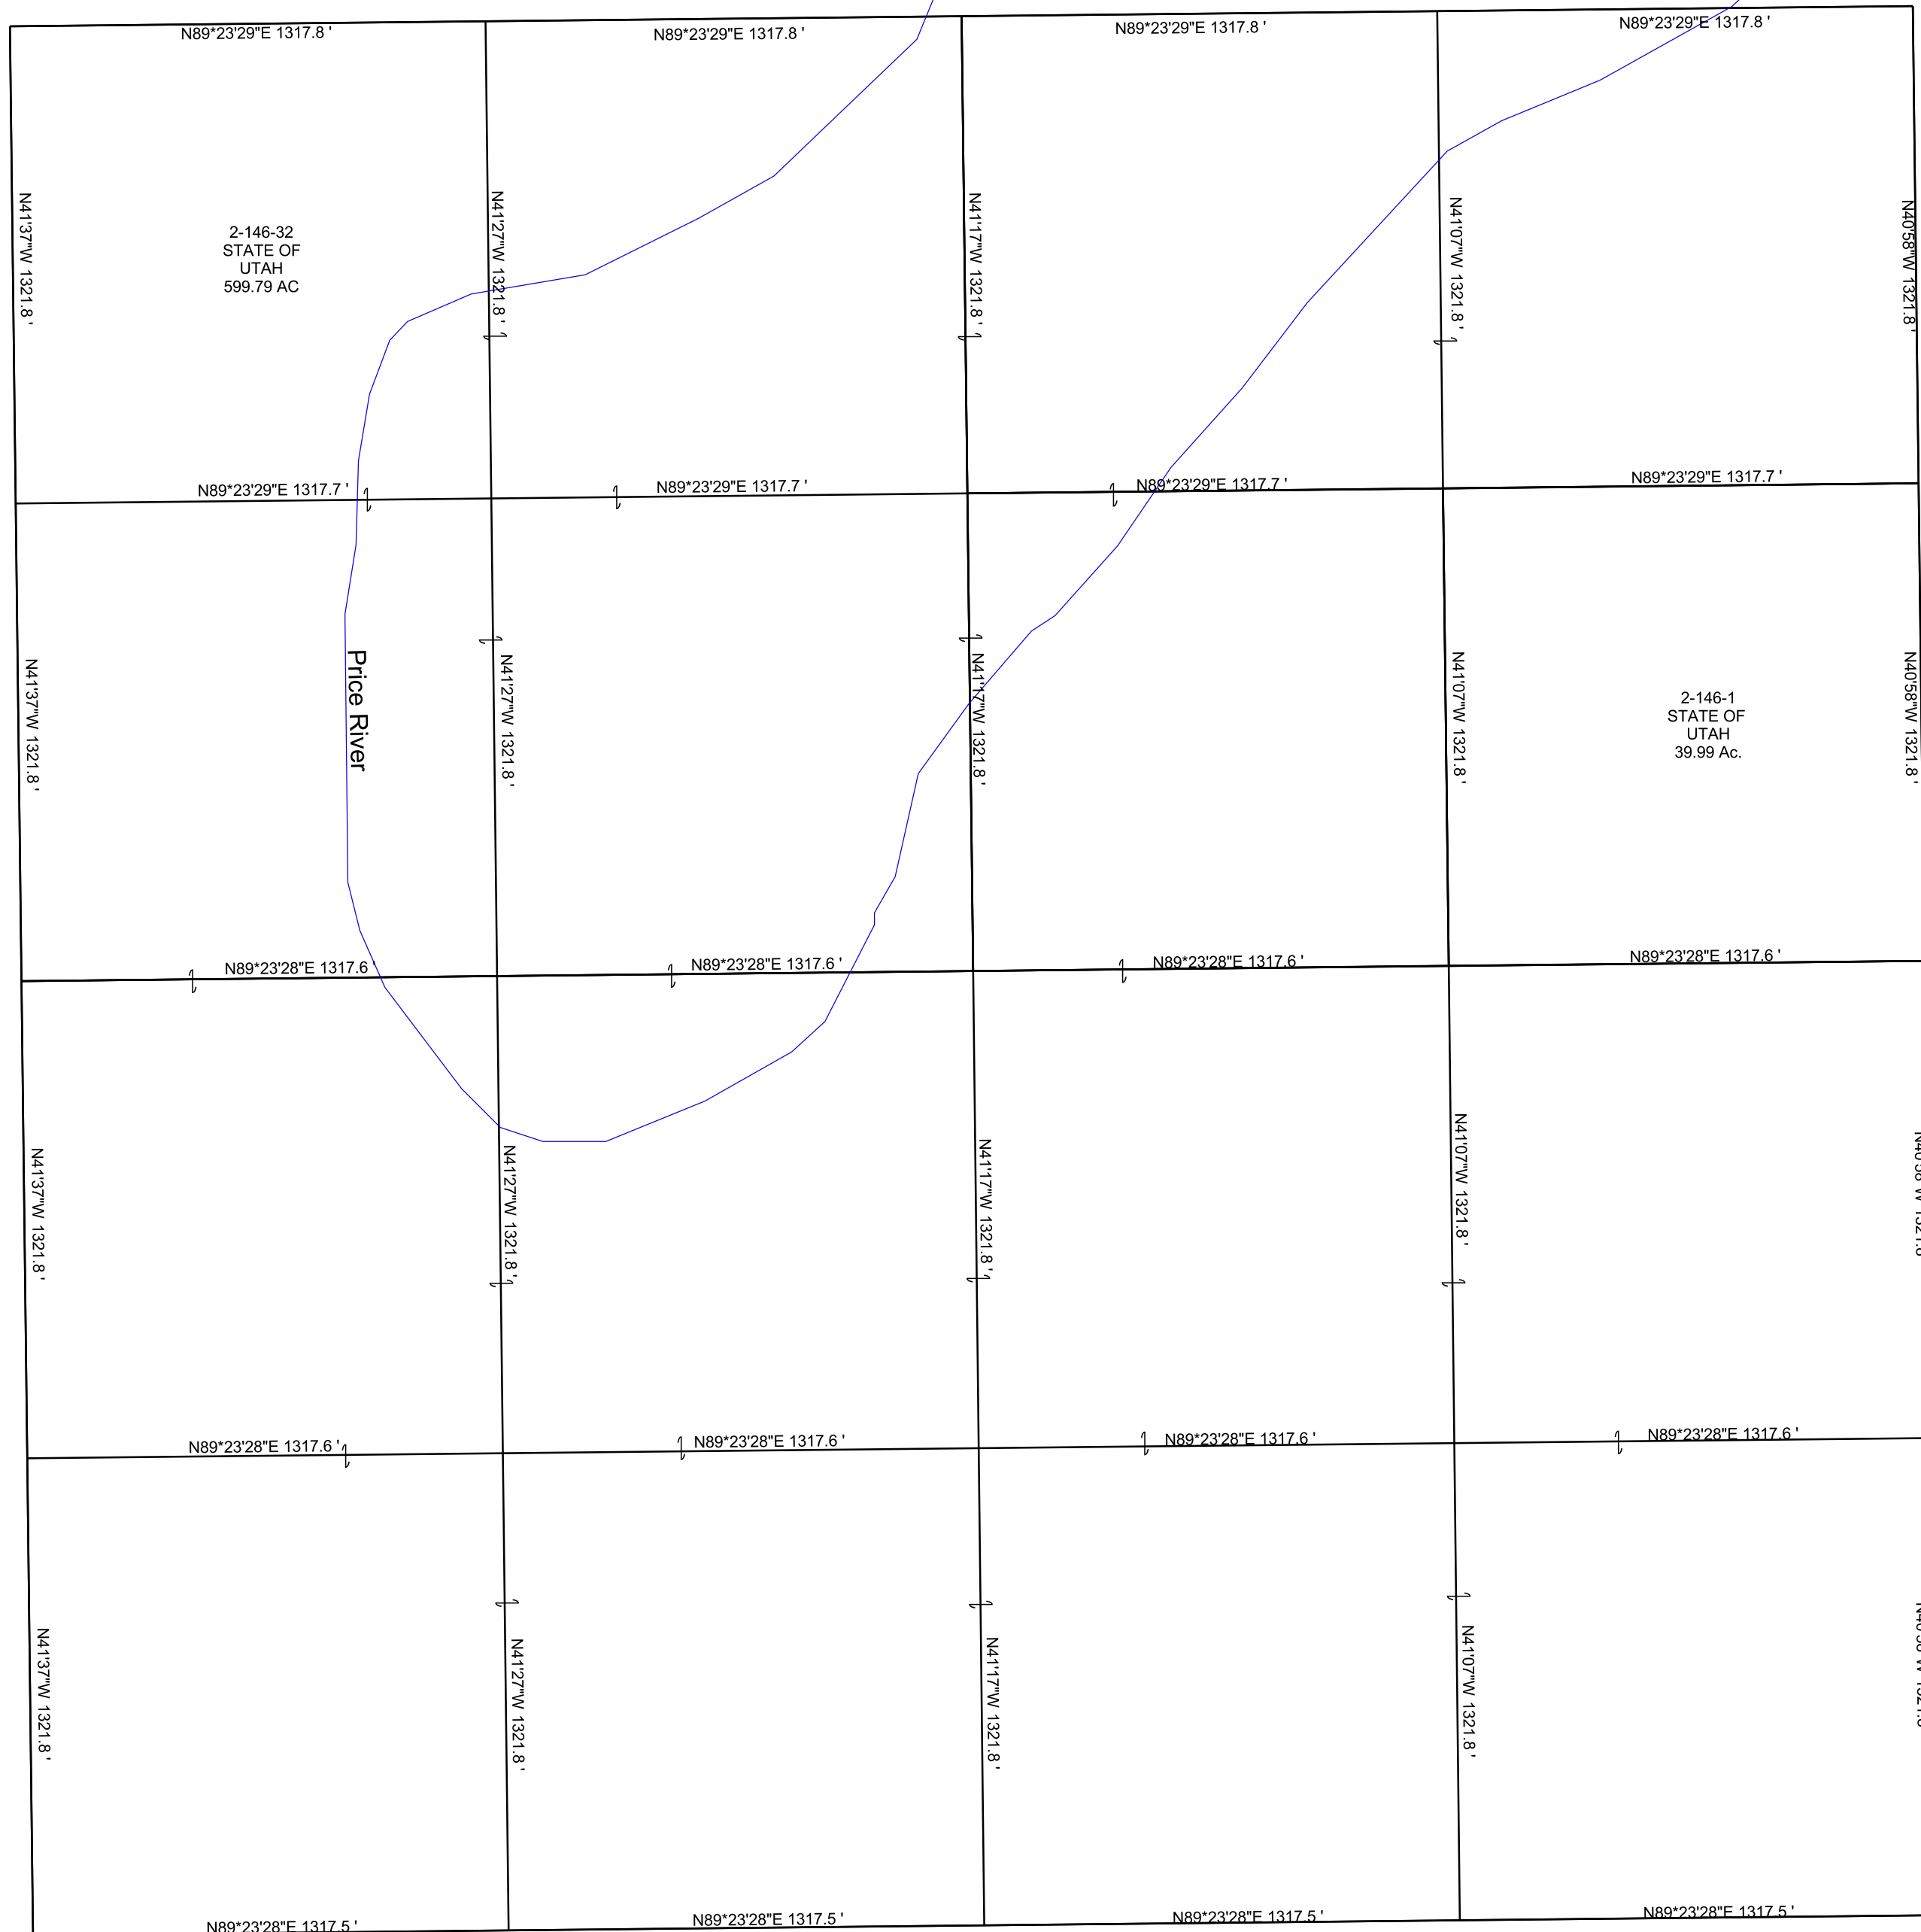 N89*23'29"E 1317.8 '
N89*23'29"E 1317.8 '
N89*23'29"E 1317.8 '
N89*23'29"E 1317.8 '
N41'37"W 1321.8 '
2-146-32
STATE OF
UTAH
599.79 AC
N41'27"W 1321.8 '
N41'17"W 1321.8 '
N41'07"W 1321.8 '
N40'58"W 1321.8 '
N89*23'29"E 1317.7 '
N89*23'29"E 1317.7 '
N89*23'29"E 1317.7 '
N89*23'29"E 1317.7 '
N41'37"W 1321.8 '
Price River
N41'27"W 1321.8 '
N41'17"W 1321.8 '
N41'07"W 1321.8 '
2-146-1
STATE OF
UTAH
39.99 Ac.
N40'58"W 1321.8 '
N89*23'28"E 1317.6 '
N89*23'28"E 1317.6 '
N89*23'28"E 1317.6 '
N89*23'28"E 1317.6 '
N41'37"W 1321.8 '
N41'27"W 1321.8 '
N41'17"W 1321.8 '
N41'07"W 1321.8 '
N89*23'28"E 1317.6 '
N89*23'28"E 1317.6 '
N89*23'28"E 1317.6 '
N89*23'28"E 1317.6 '
N41'37"W 1321.8 '
N41'27"W 1321.8 '
N41'17"W 1321.8 '
N41'07"W 1321.8 '
N89*23'28"E 1317.5 '
N89*23'28"E 1317.5 '
N89*23'28"E 1317.5 '
N89*23'28"E 1317.5 '